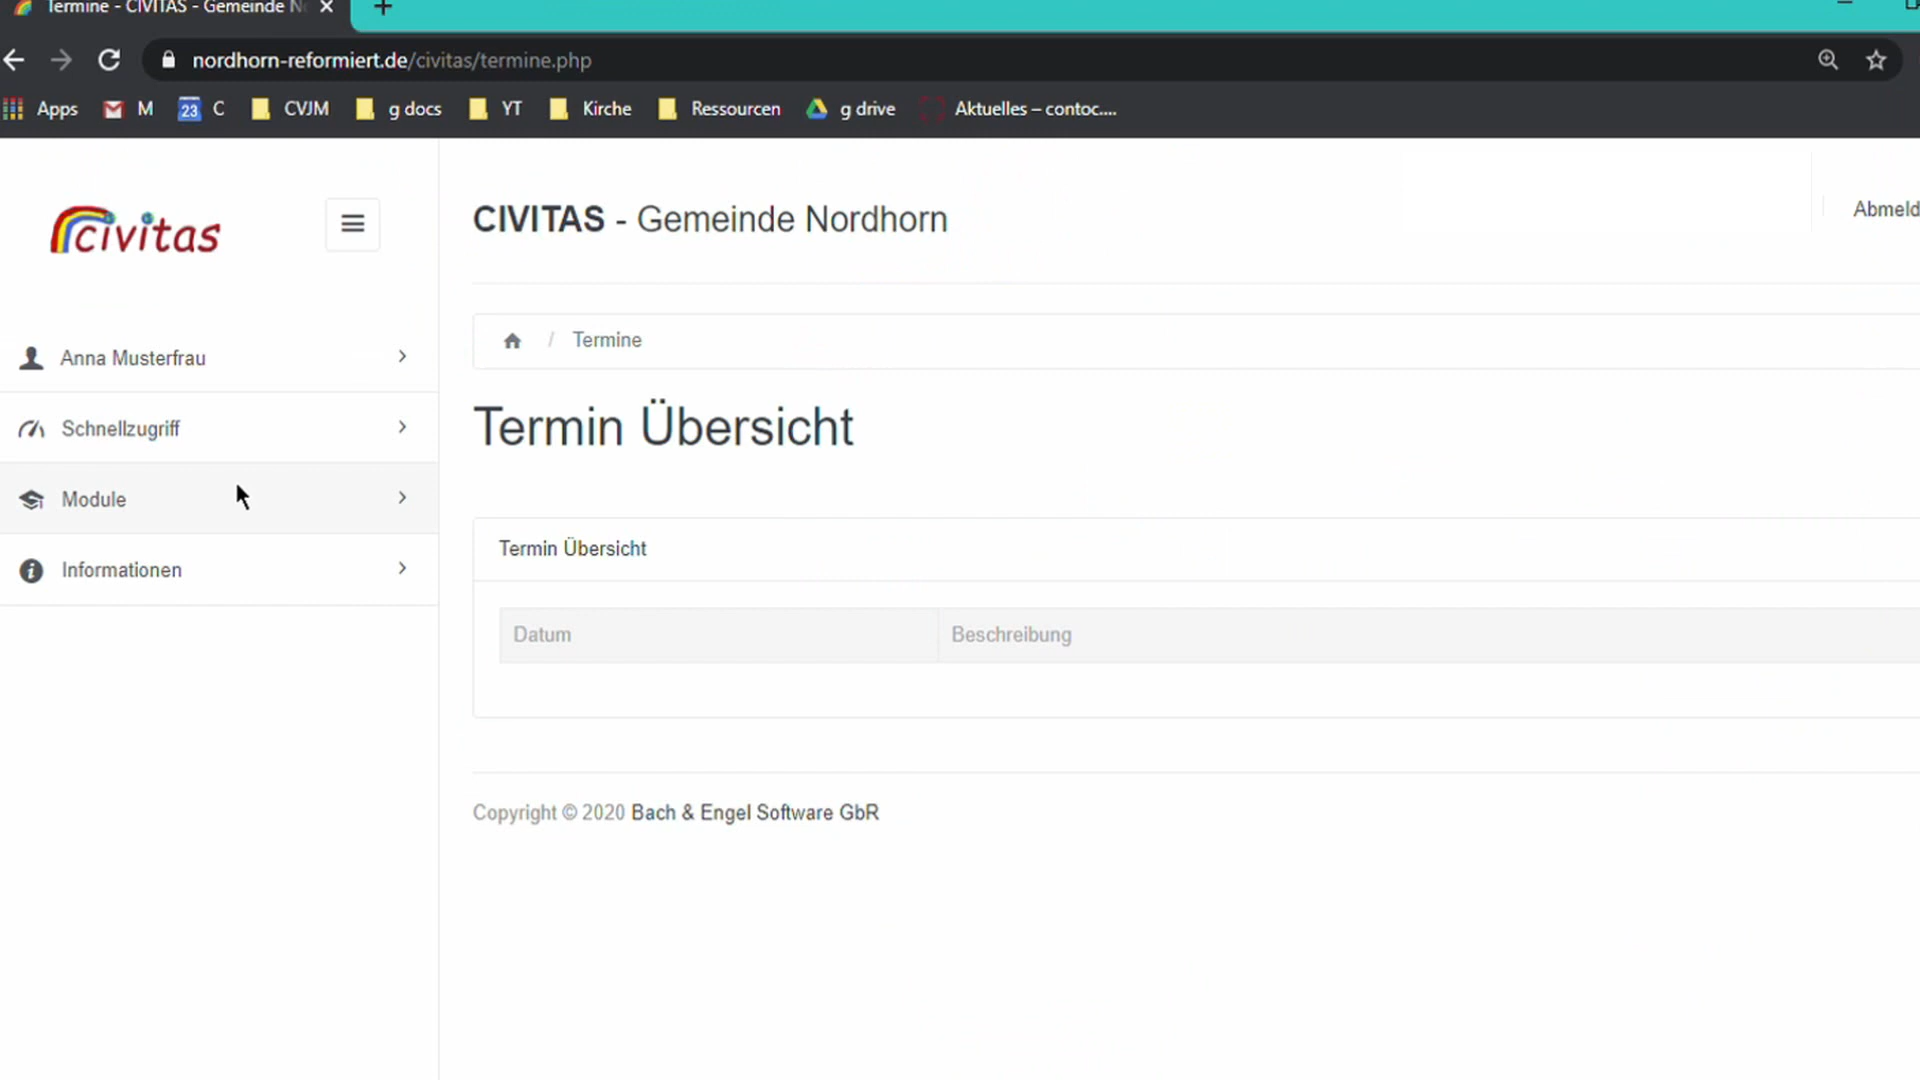 Termine - CIVITAS - Gemeinde N
nordhorn-reformiert.de/civitas/termine.php
Apps M 23 C CVJM g docs YT Kirche Ressourcen g drive Aktuelles – contoc....
civitas
CIVITAS - Gemeinde Nordhorn
Abmeld
/ Termine
Anna Musterfrau
Schnellzugriff
Module
Informationen
Termin Übersicht
Termin Übersicht
Datum Beschreibung
Copyright © 2020 Bach & Engel Software GbR